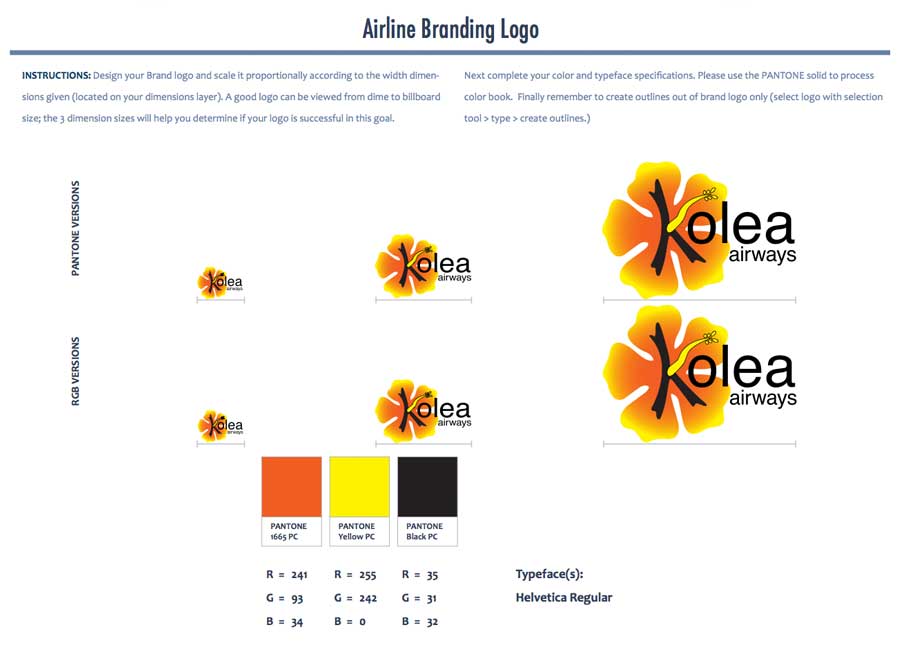 Airline Branding Logo
INSTRUCTIONS: Design your Brand logo and scale it proportionally according to the width dimen-
sions given (located on your dimensions layer). A good logo can be viewed from dime to billboard
size; the 3 dimension sizes will help you determine if your logo is successful in this goal.
Next complete your color and typeface specifications. Please use the PANTONE solid to process
color book. Finally remember to create outlines out of brand logo only (select logo with selection
tool > type > create outlines.)
PANTONE VERSIONS
Kolea
airways
Kolea
airways
Kolea
airways
RGB VERSIONS
Kolea
airways
Kolea
airways
Kolea
airways
PANTONE
1665 PC
PANTONE
Yellow PC
PANTONE
Black PC
R = 241 R = 255 R = 35
G = 93 G = 242 G = 31
B = 34 B = 0 B = 32
Typeface(s):
Helvetica Regular